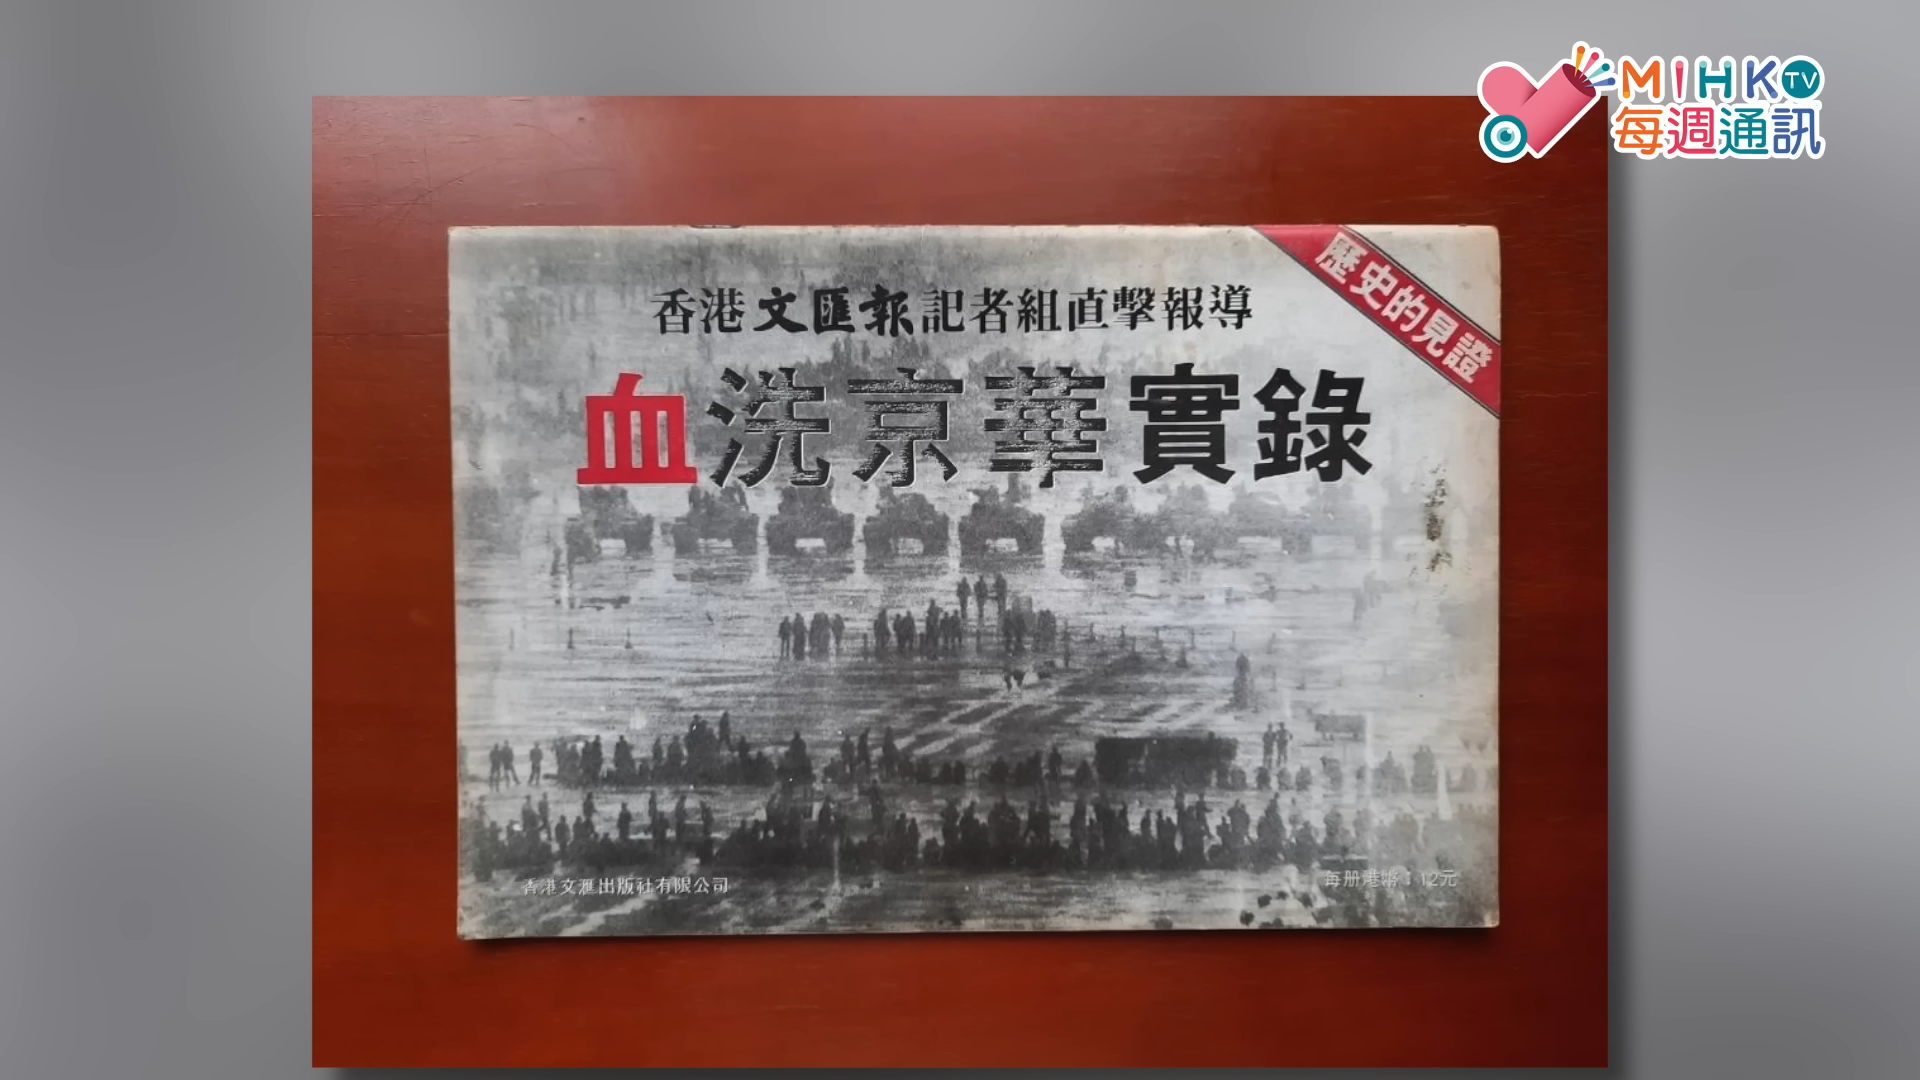 MIHK TV
每週通訊
歷史的見證
香港文匯報記者組直擊報導
血洗京華實錄
香港文滙出版社有限公司
每册港幣：12元